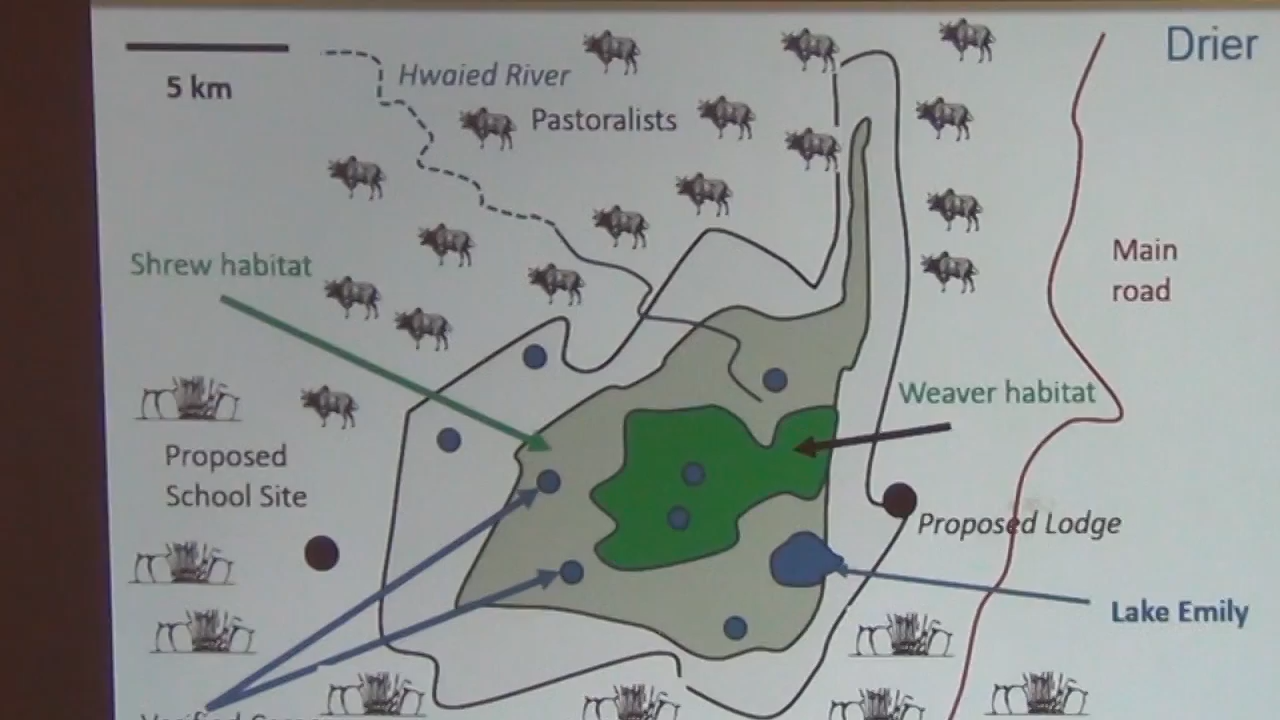 Drier
Hwaied River
5 km
Pastoralists
Shrew habitat
Main
road
Weaver habitat
Proposed
School Site
Proposed Lodge
Lake Emily